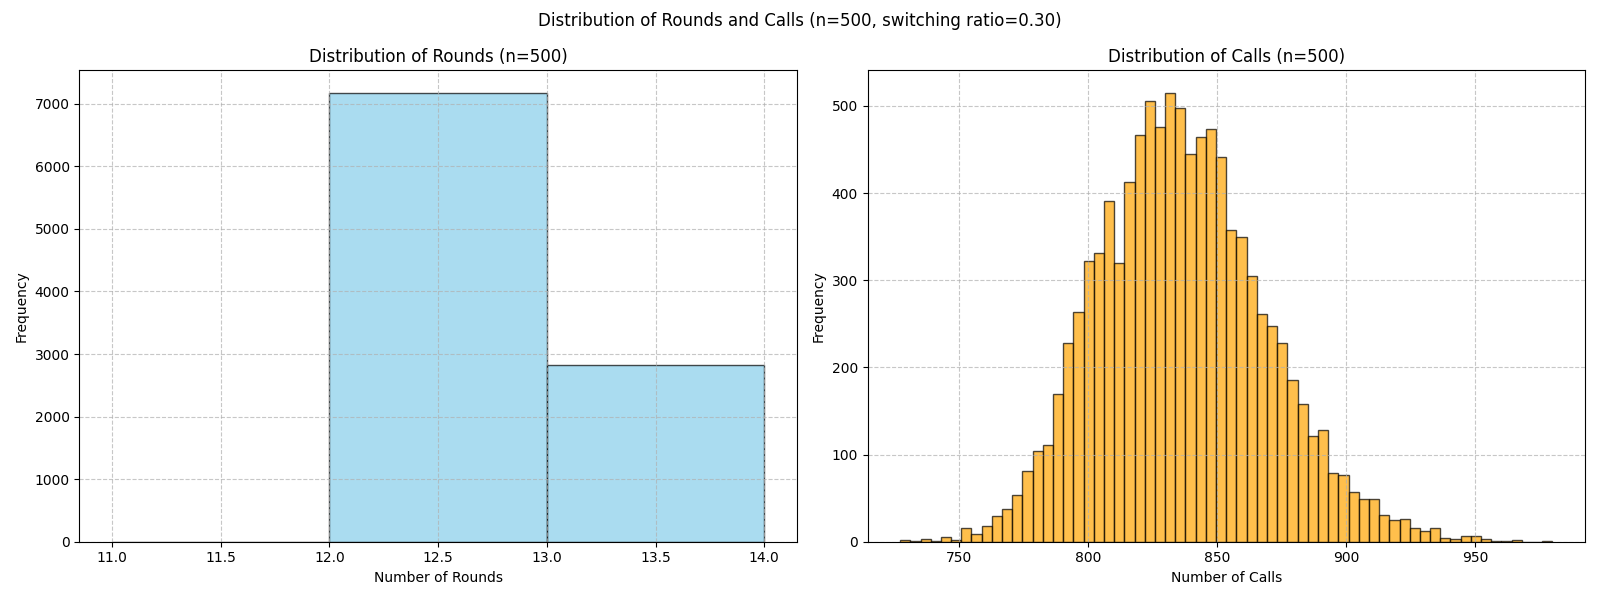 Distribution of Rounds and Calls (n=500, switching ratio=0.30)
Distribution of Rounds (n=500)
Frequency
7000
6000
5000
4000
3000
2000
1000
0
11.0 11.5 12.0 12.5 13.0 13.5 14.0
Number of Rounds
Distribution of Calls (n=500)
Frequency
500
400
300
200
100
0
750 800 850 900 950
Number of Calls